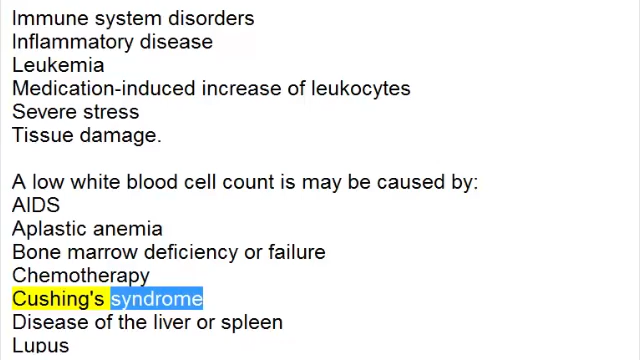 Immune system disorders
Inflammatory disease
Leukemia
Medication-induced increase of leukocytes
Severe stress
Tissue damage.
A low white blood cell count is may be caused by:
AIDS
Aplastic anemia
Bone marrow deficiency or failure
Chemotherapy
Cushing's syndrome
Disease of the liver or spleen
Lupus